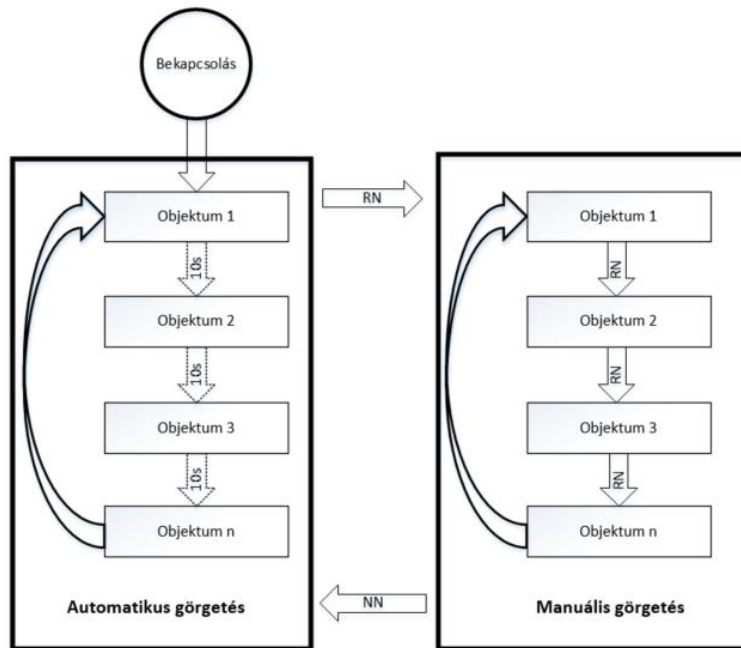 Bekapcsolás
Objektum 1
10s
Objektum 2
10s
Objektum 3
10s
Objektum n
Automatikus görgetés
RN
NN
Objektum 1
RN
Objektum 2
RN
Objektum 3
RN
Objektum n
Manuális görgetés